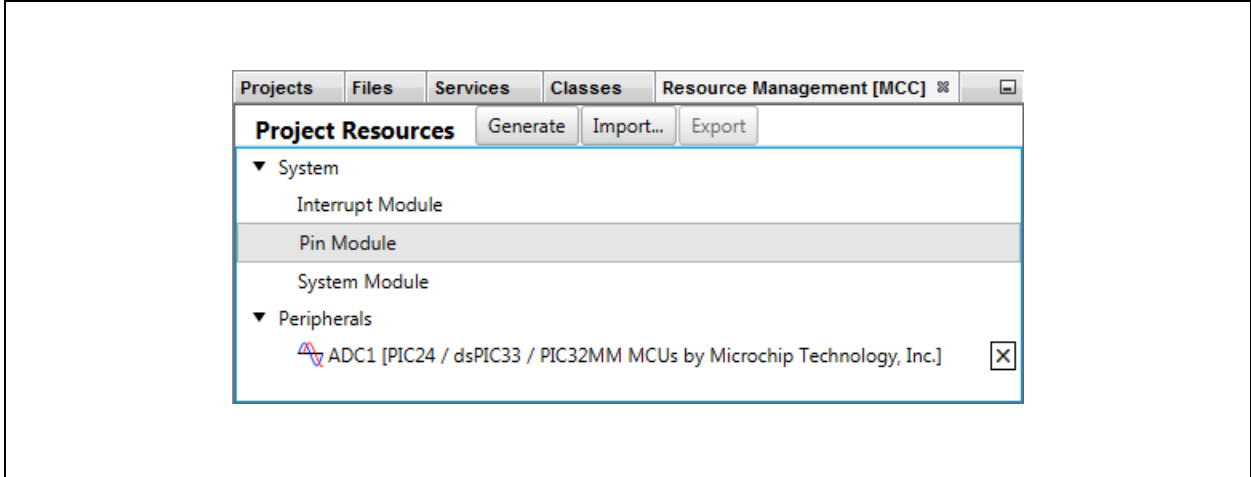 Projects Files Services Classes Resource Management [MCC]
Project Resources Generate Import... Export
System
Interrupt Module
Pin Module
System Module
Peripherals
ADC1 [PIC24 / dsPIC33 / PIC32MM MCUs by Microchip Technology, Inc.]